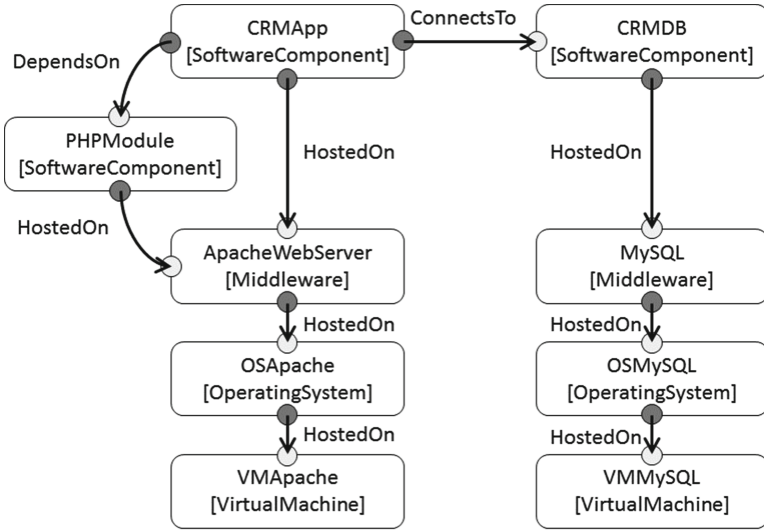 CRMApp
[SoftwareComponent]
ConnectsTo
CRMDB
[SoftwareComponent]
DependsOn
PHPModule
[SoftwareComponent]
HostedOn
HostedOn
HostedOn
ApacheWebServer
[Middleware]
MySQL
[Middleware]
HostedOn
HostedOn
OSApache
[OperatingSystem]
OSMySQL
[OperatingSystem]
HostedOn
HostedOn
VMApache
[VirtualMachine]
VMMySQL
[VirtualMachine]